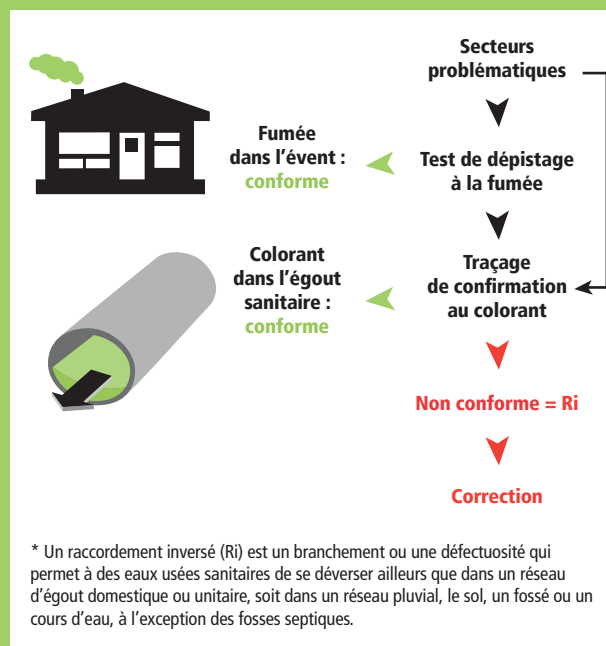 Secteurs
problématiques
Fumée
dans l'évent :
conforme
Test de dépistage
à la fumée
Colorant
dans l'égout
sanitaire :
conforme
Traçage
de confirmation
au colorant
Non conforme = Ri
Correction
* Un raccordement inversé (Ri) est un branchement ou une défectuosité qui
permet à des eaux usées sanitaires de se déverser ailleurs que dans un réseau
d'égout domestique ou unitaire, soit dans un réseau pluvial, le sol, un fossé ou un
cours d'eau, à l'exception des fosses septiques.